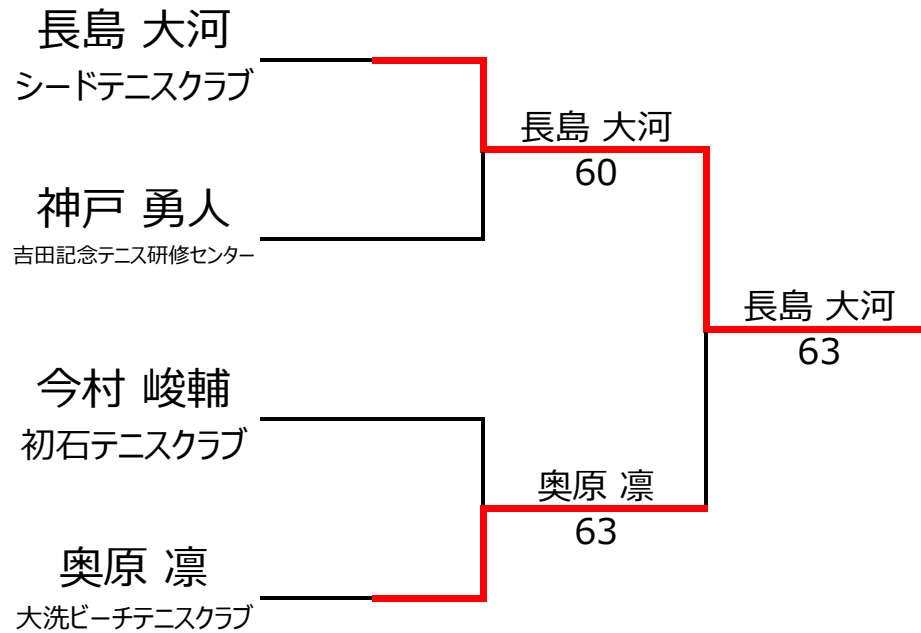 長島 大河
シードテニスクラブ
神戸 勇人
吉田記念テニス研修センター
今村 峻輔
初石テニスクラブ
奥原 凛
大洗ビーチテニスクラブ
長島 大河
60
奥原 凛
63
長島 大河
63